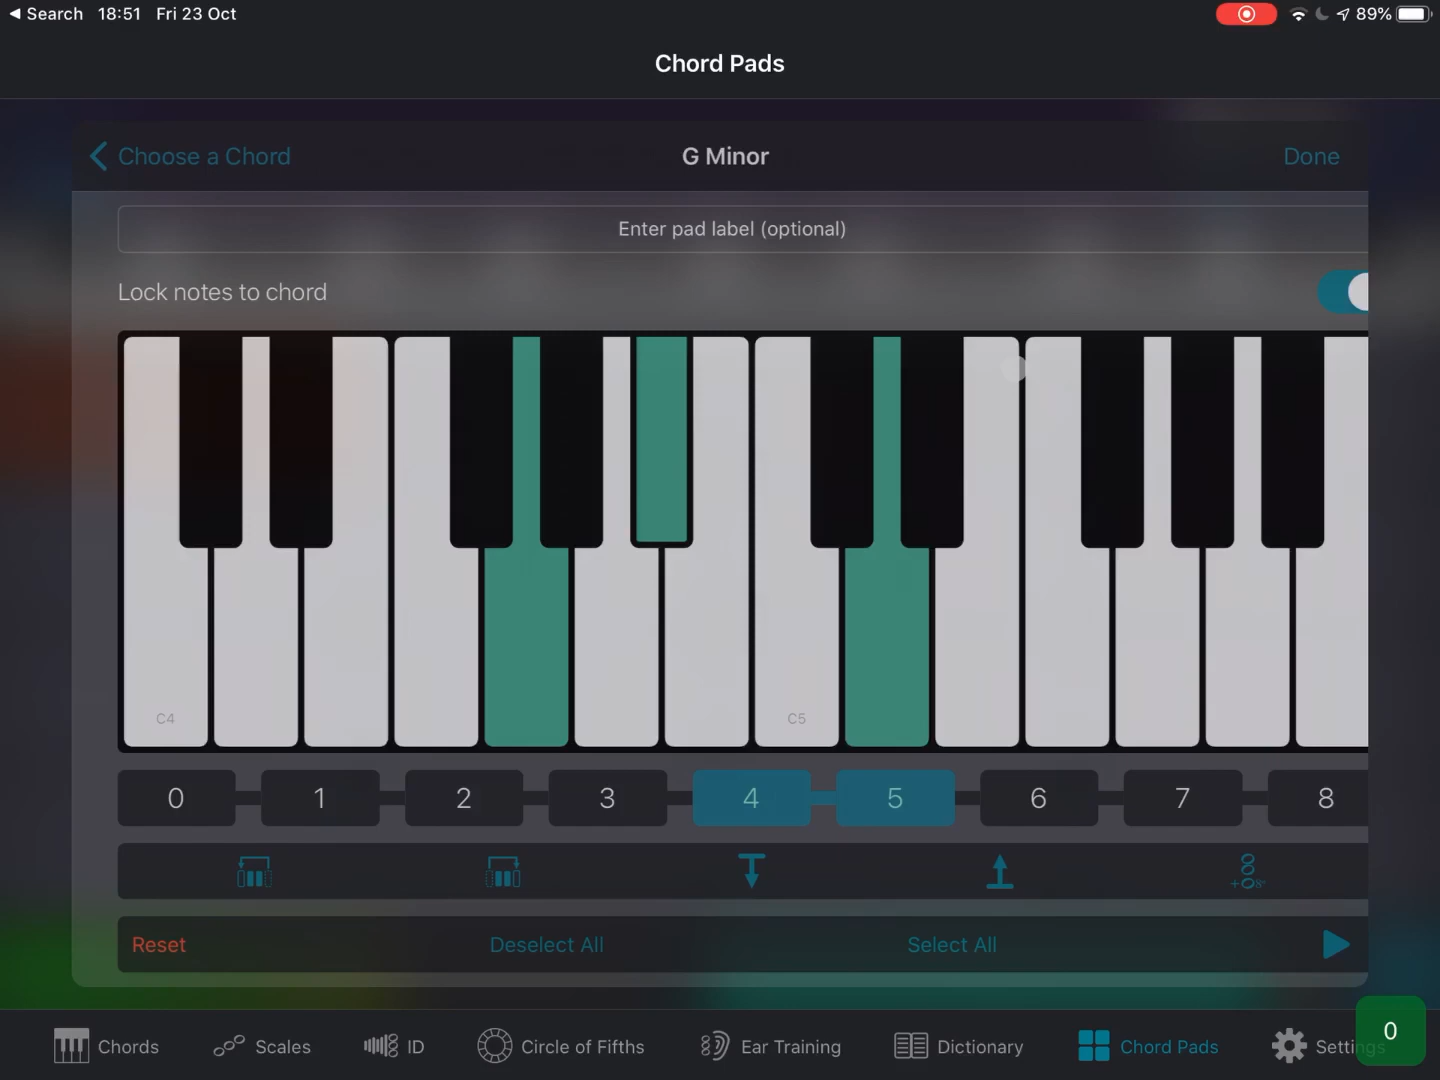 Search 18:51 Fri 23 Oct 89%
Chord Pads
Choose a Chord G Minor Done
Enter pad label (optional)
Lock notes to chord
C4 C5
0 1 2 3 4 5 6 7 8
+ 8ve
Reset Deselect All Select All
Chords Scales ID Circle of Fifths Ear Training Dictionary Chord Pads Settings 0